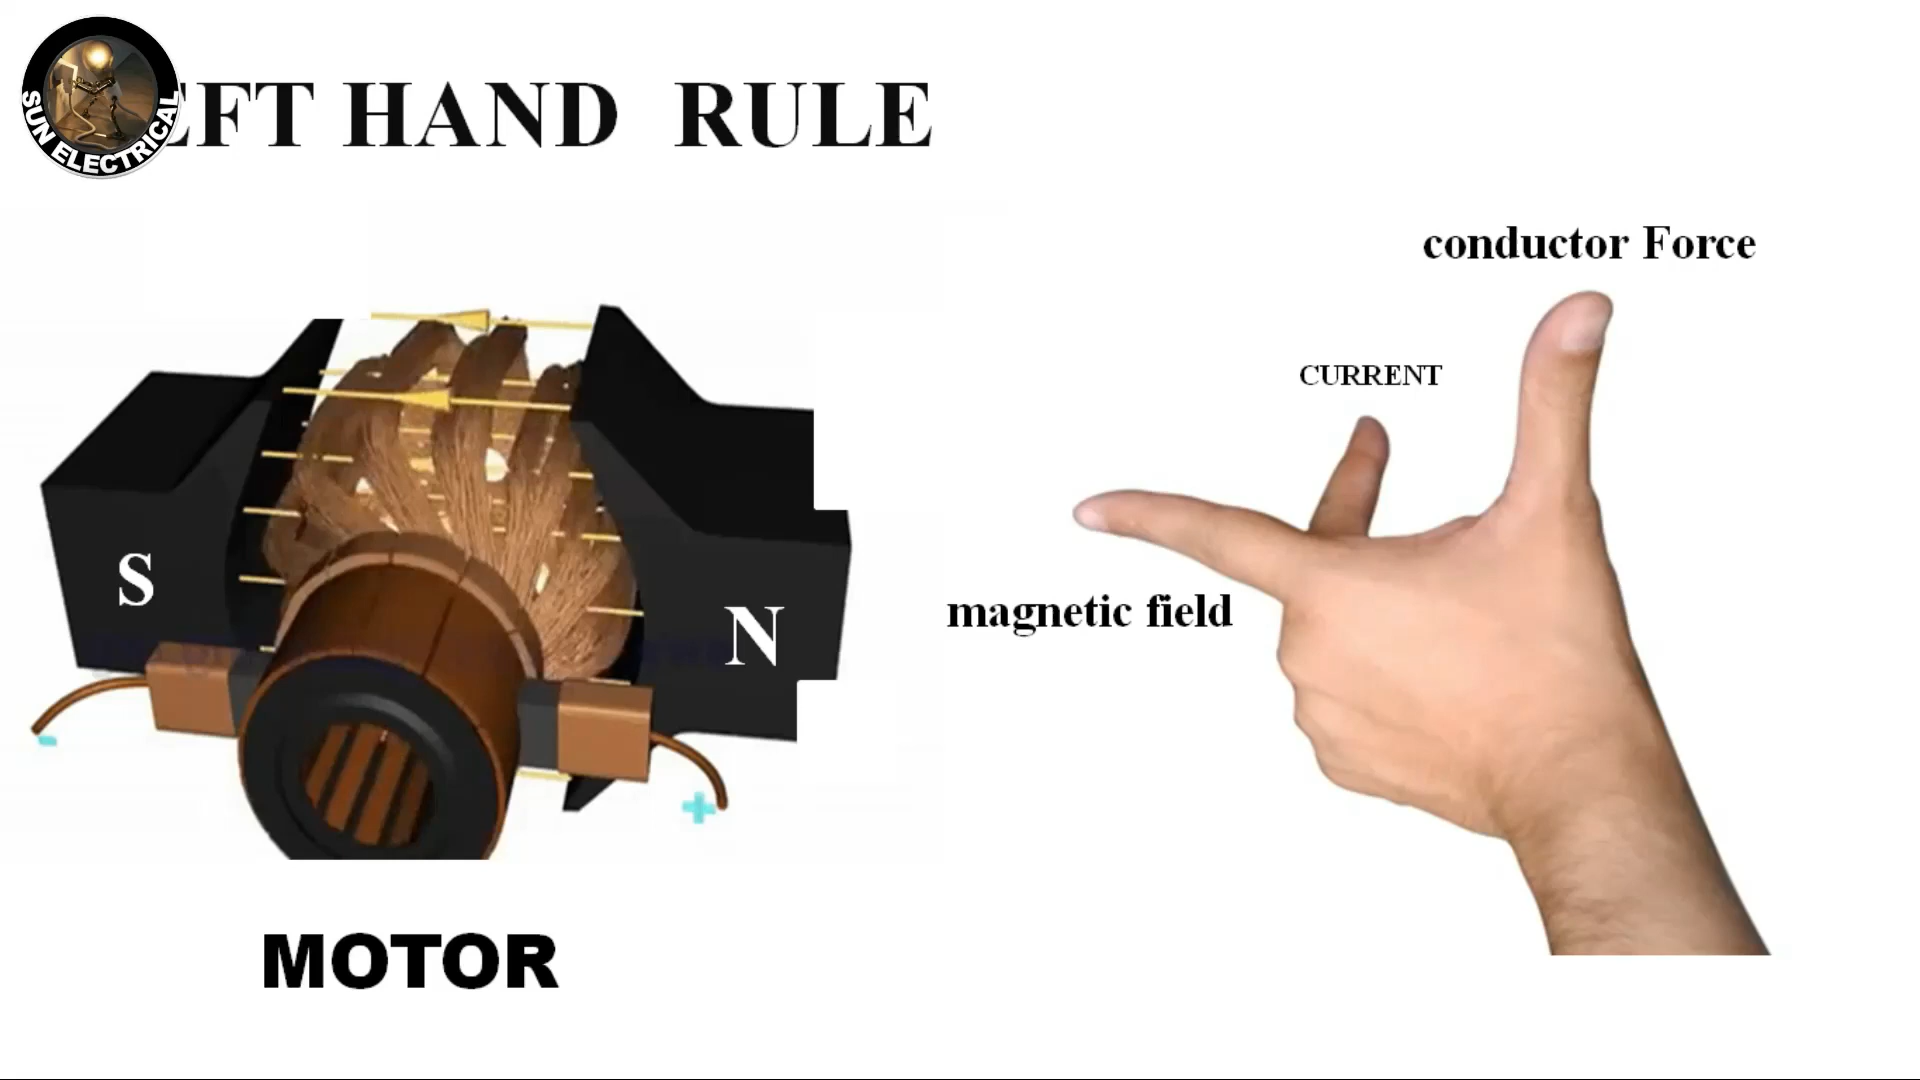 SUN ELECTRICAL
EFT HAND RULE
conductor Force
CURRENT
magnetic field
S
N
-
+
MOTOR